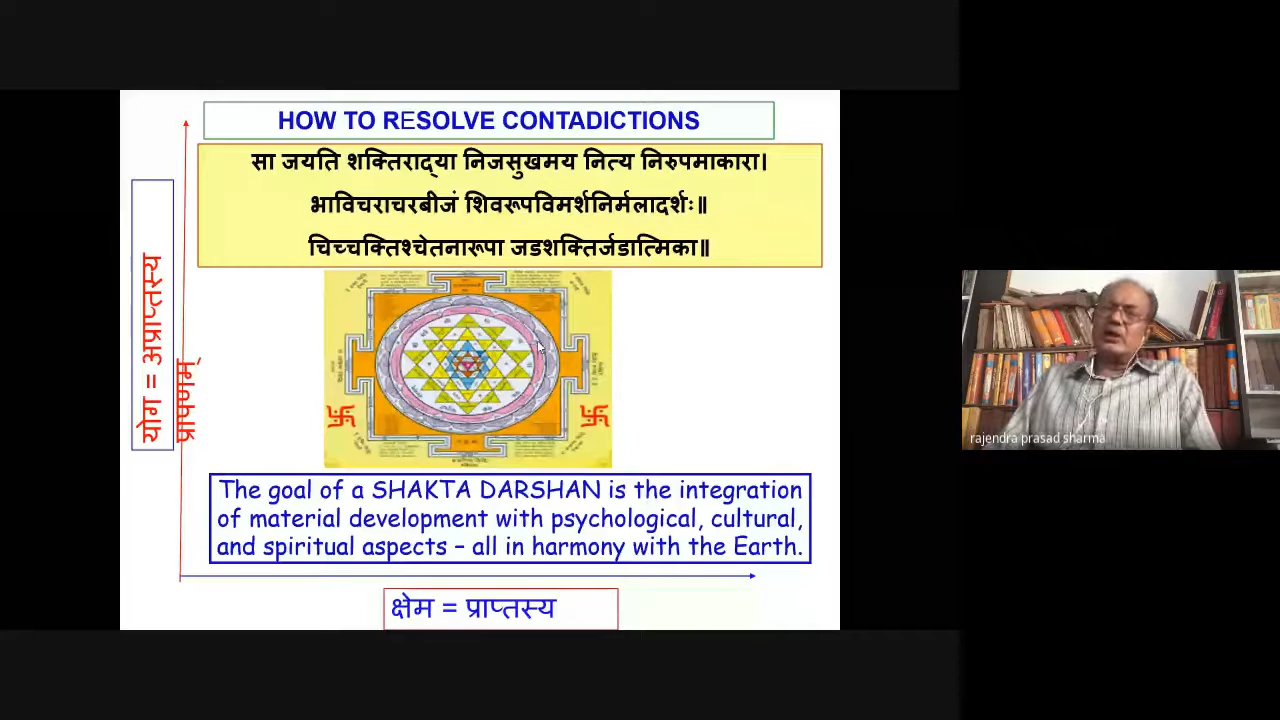 HOW TO RESOLVE CONTADICTIONS
सा जयति शक्तिराद्या निजसुखमय नित्य निरुपमाकारा।
भाविचराचरबीजं शिवरूपविमर्शनिर्मलादर्शः॥
चिच्चक्तिश्चेतनारूपा जडशक्तिर्जडात्मिका॥
योग = अप्राप्तस्य
प्रापणम्
The goal of a SHAKTA DARSHAN is the integration
of material development with psychological, cultural,
and spiritual aspects – all in harmony with the Earth.
क्षेम = प्राप्तस्य
rajendra prasad sharma